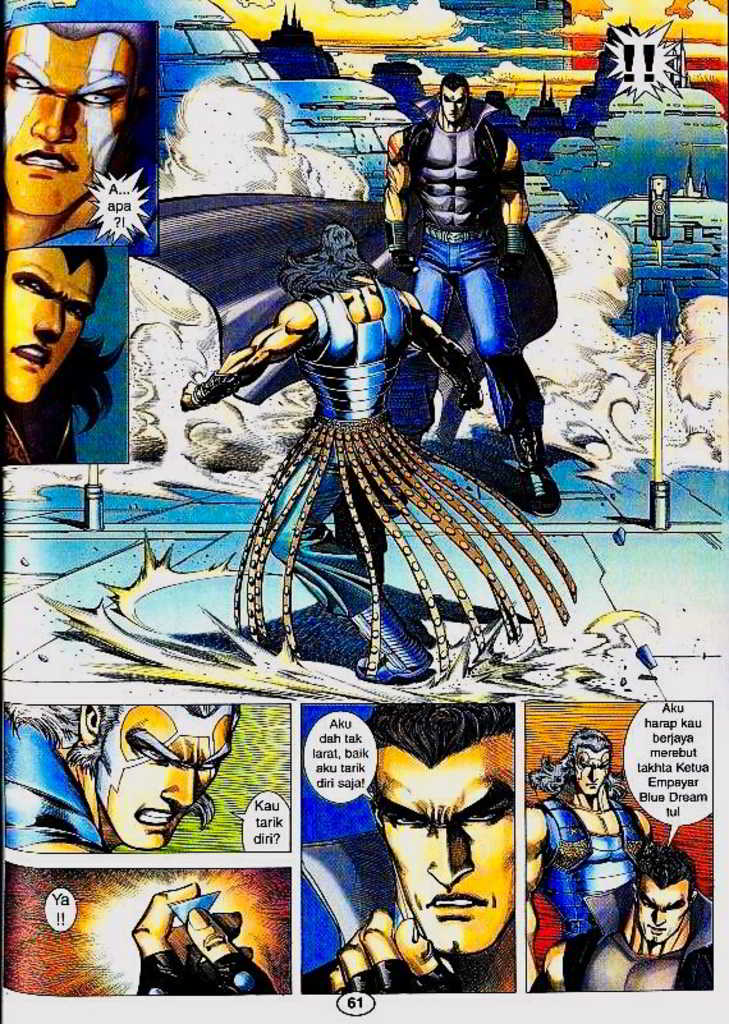 !!
A...
apa
?!
Kau
tarik
diri?
Ya
!!
Aku
dah tak
larat, baik
aku tarik
diri saja!
Aku
harap kau
berjaya
merebut
takhta Ketua
Empayar
Blue Dream
tu!
61